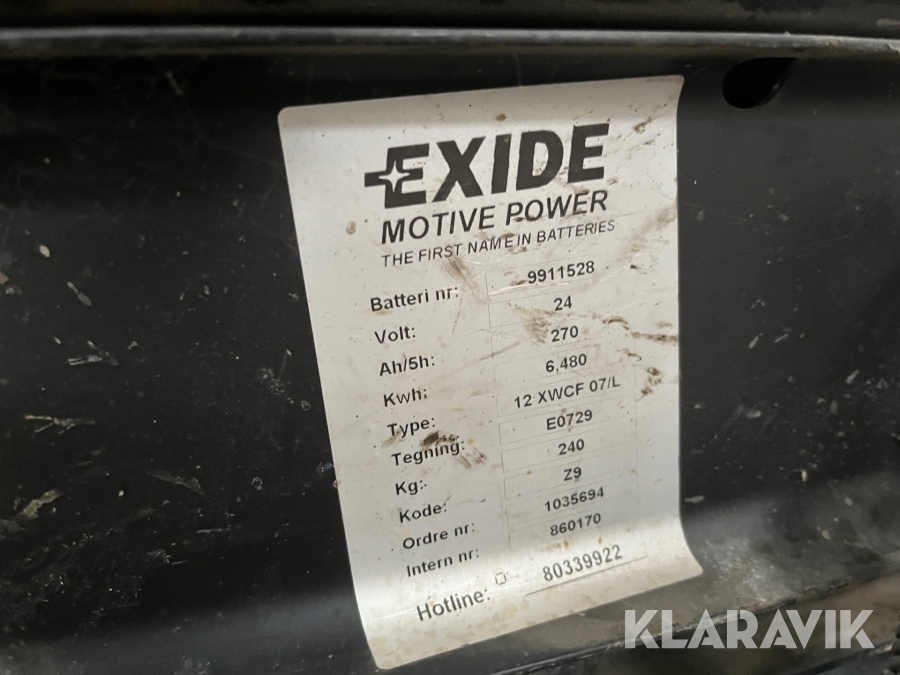 EXIDE
MOTIVE POWER
THE FIRST NAME IN BATTERIES
Batteri nr: 9911528
Volt: 24
Ah/5h: 270
Kwh: 6,480
Type: 12 XWCF 07/L
Tegning: E0729
Kg: 240
Kode: Z9
Ordre nr: 1035694
Intern nr: 860170
Hotline: 80339922
KLARAVIK